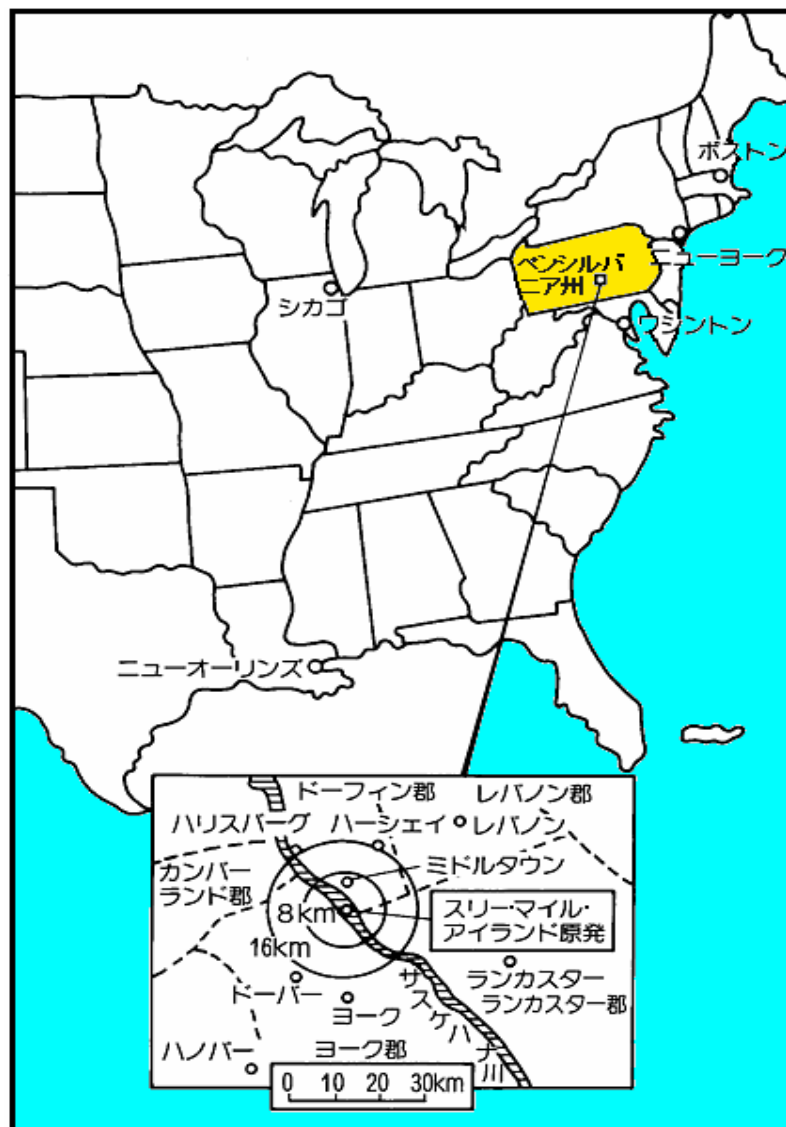 ボストン
ニューヨーク
ペンシルバ
ニア州
シカゴ
ワシントン
ニューオーリンズ
ドーフィン郡
レバノン郡
ハリスバーグ
ハーシェイ
レバノン
カンバー
ランド郡
ミドルタウン
8km
スリー・マイル・
アイランド原発
16km
サスケハナ川
ランカスター
ランカスター郡
ドーバー
ヨーク
ハノバー
ヨーク郡
0 10 20 30km